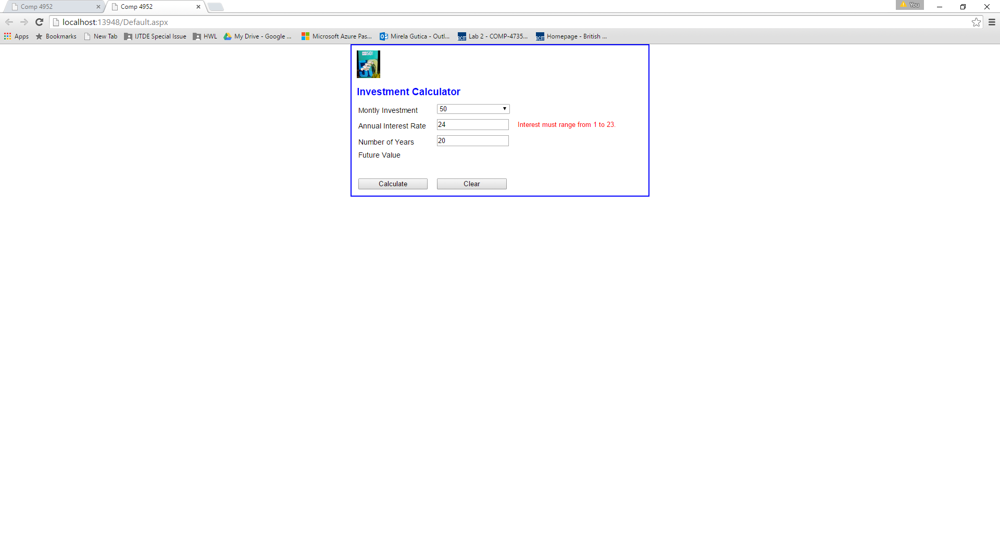 Comp 4952
Comp 4952
You
localhost:13948/Default.aspx
Apps Bookmarks New Tab IJTDE Special Issue HWL My Drive - Google ... Microsoft Azure Pas... Mirela Gutica - Outl... Lab 2 - COMP-4735... Homepage - British ...
Investment Calculator
Montly Investment 50
Annual Interest Rate 24 Interest must range from 1 to 23.
Number of Years 20
Future Value
Calculate Clear